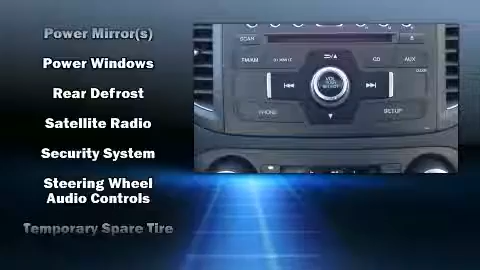 Power Mirror(s)
Power Windows
Rear Defrost
Satellite Radio
Security System
Steering Wheel
Audio Controls
Temporary Spare Tire
SCAN
FM/AM
CD
AUX
VOL
PHONE
SETUP